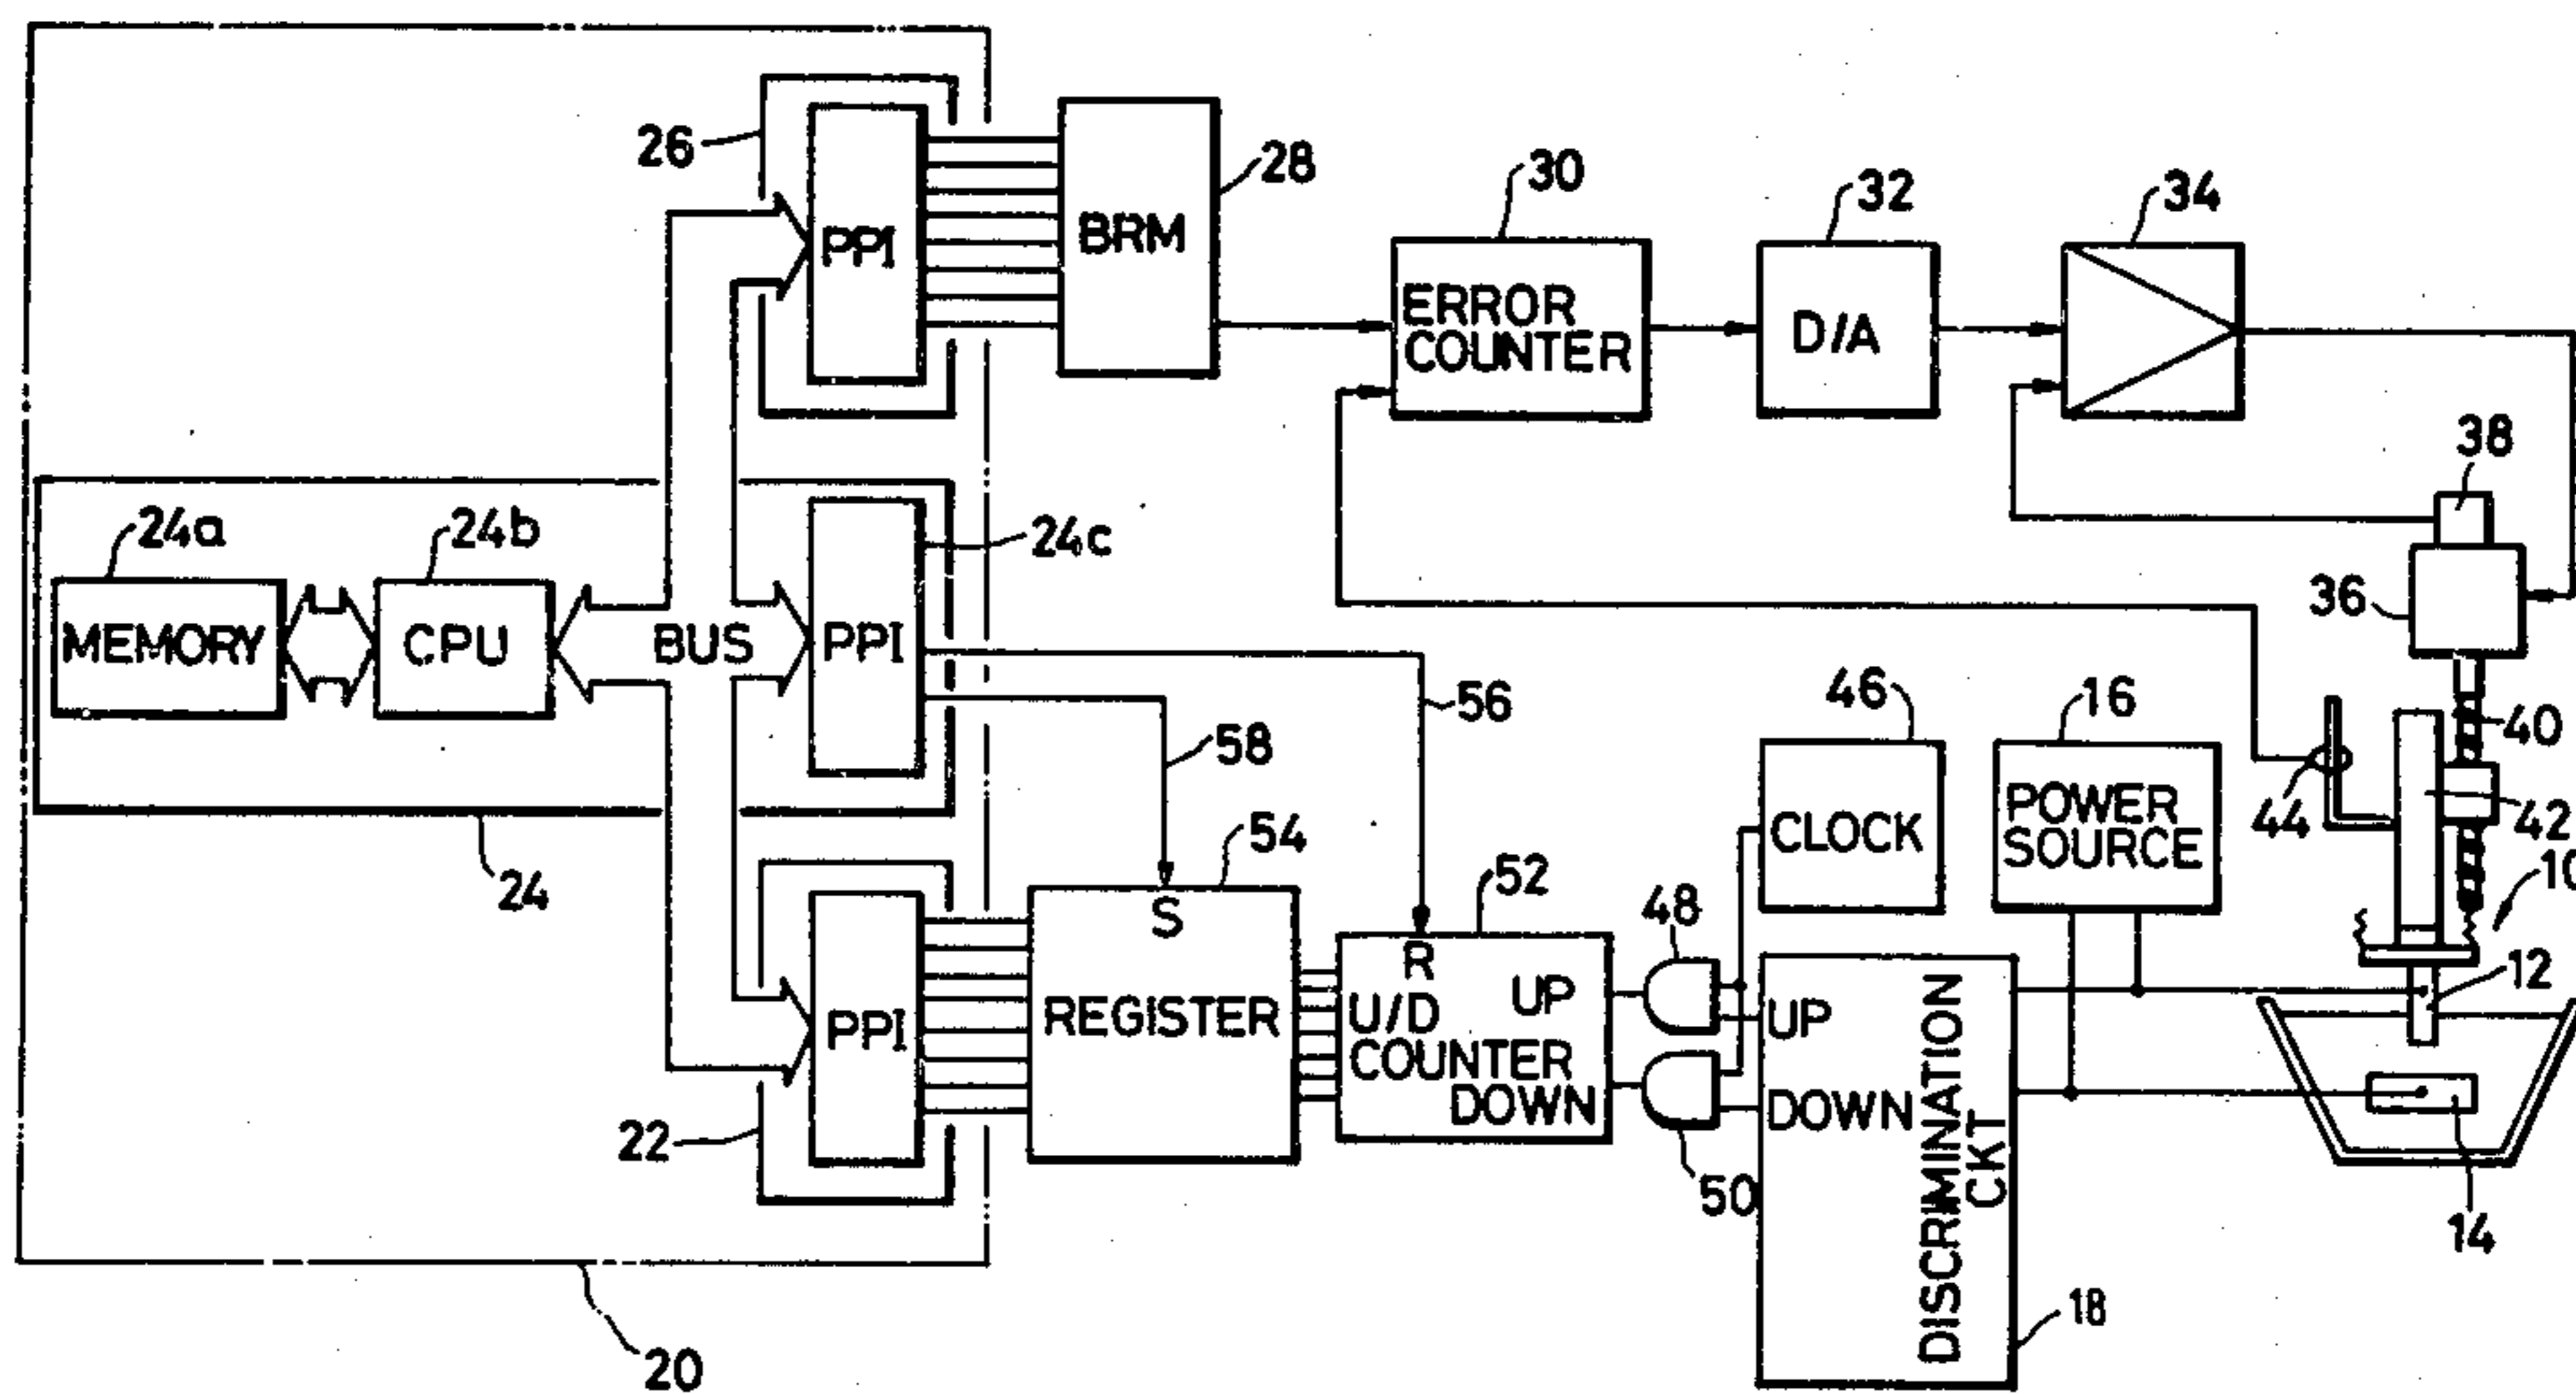 26
PPI
BRM
28
30
ERROR
COUNTER
32
D/A
34
38
36
24a
MEMORY
24b
CPU
BUS
24c
PPI
56
58
24
46
CLOCK
16
POWER
SOURCE
40
42
44
10
12
14
22
PPI
54
S
REGISTER
52
R
U/D
COUNTER
UP
DOWN
48
50
UP
DOWN
DISCRIMINATION
CKT
18
20